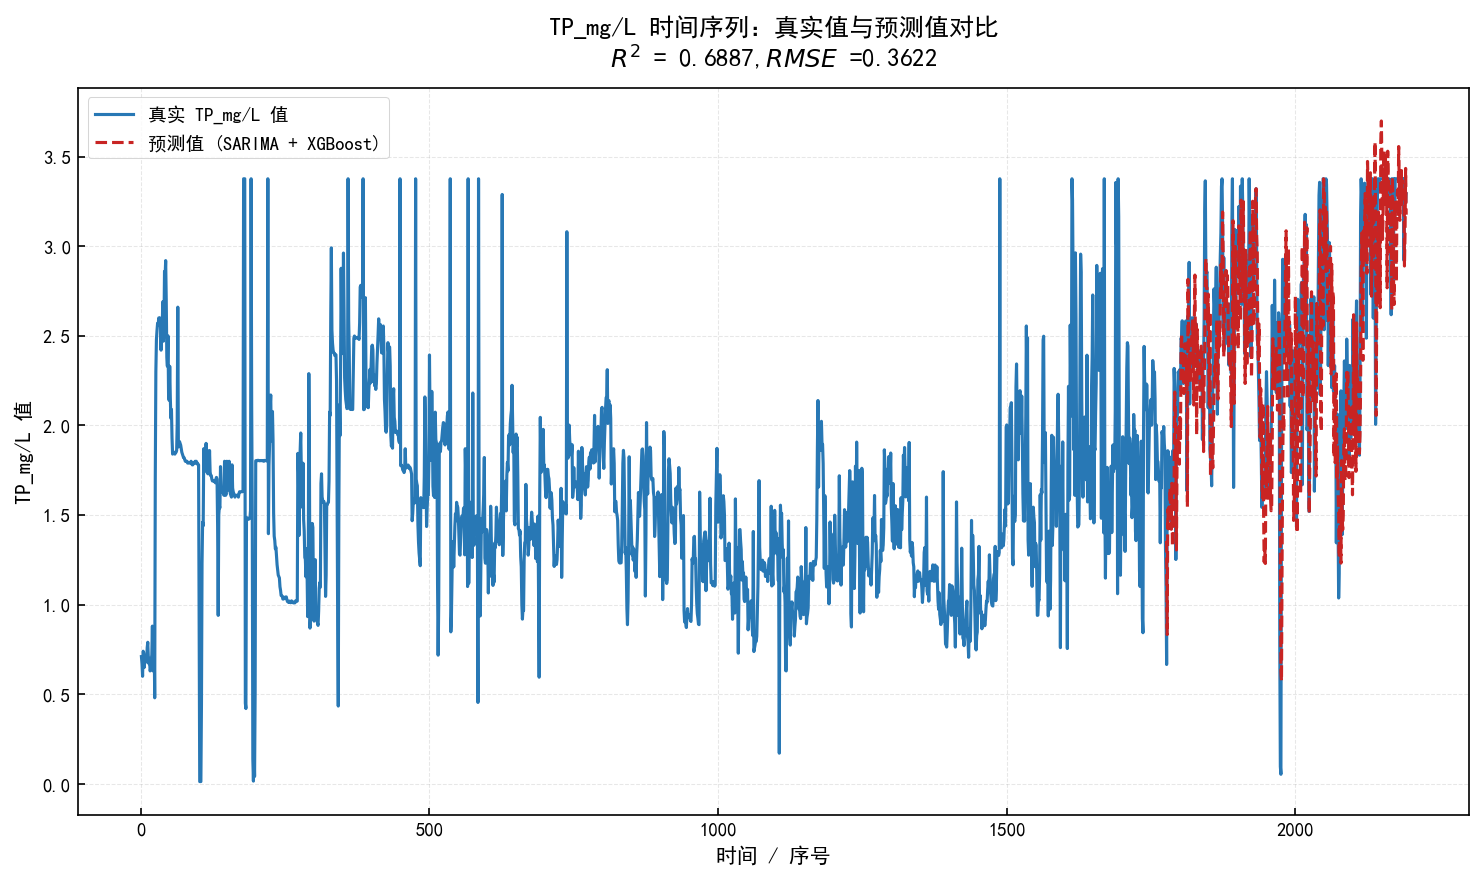 TP_mg/L 时间序列: 真实值与预测值对比
R² = 0.6887, RMSE =0.3622
真实 TP_mg/L 值
预测值 (SARIMA + XGBoost)
TP_mg/L 值
3.5
3.0
2.5
2.0
1.5
1.0
0.5
0.0
0 500 1000 1500 2000
时间 / 序号